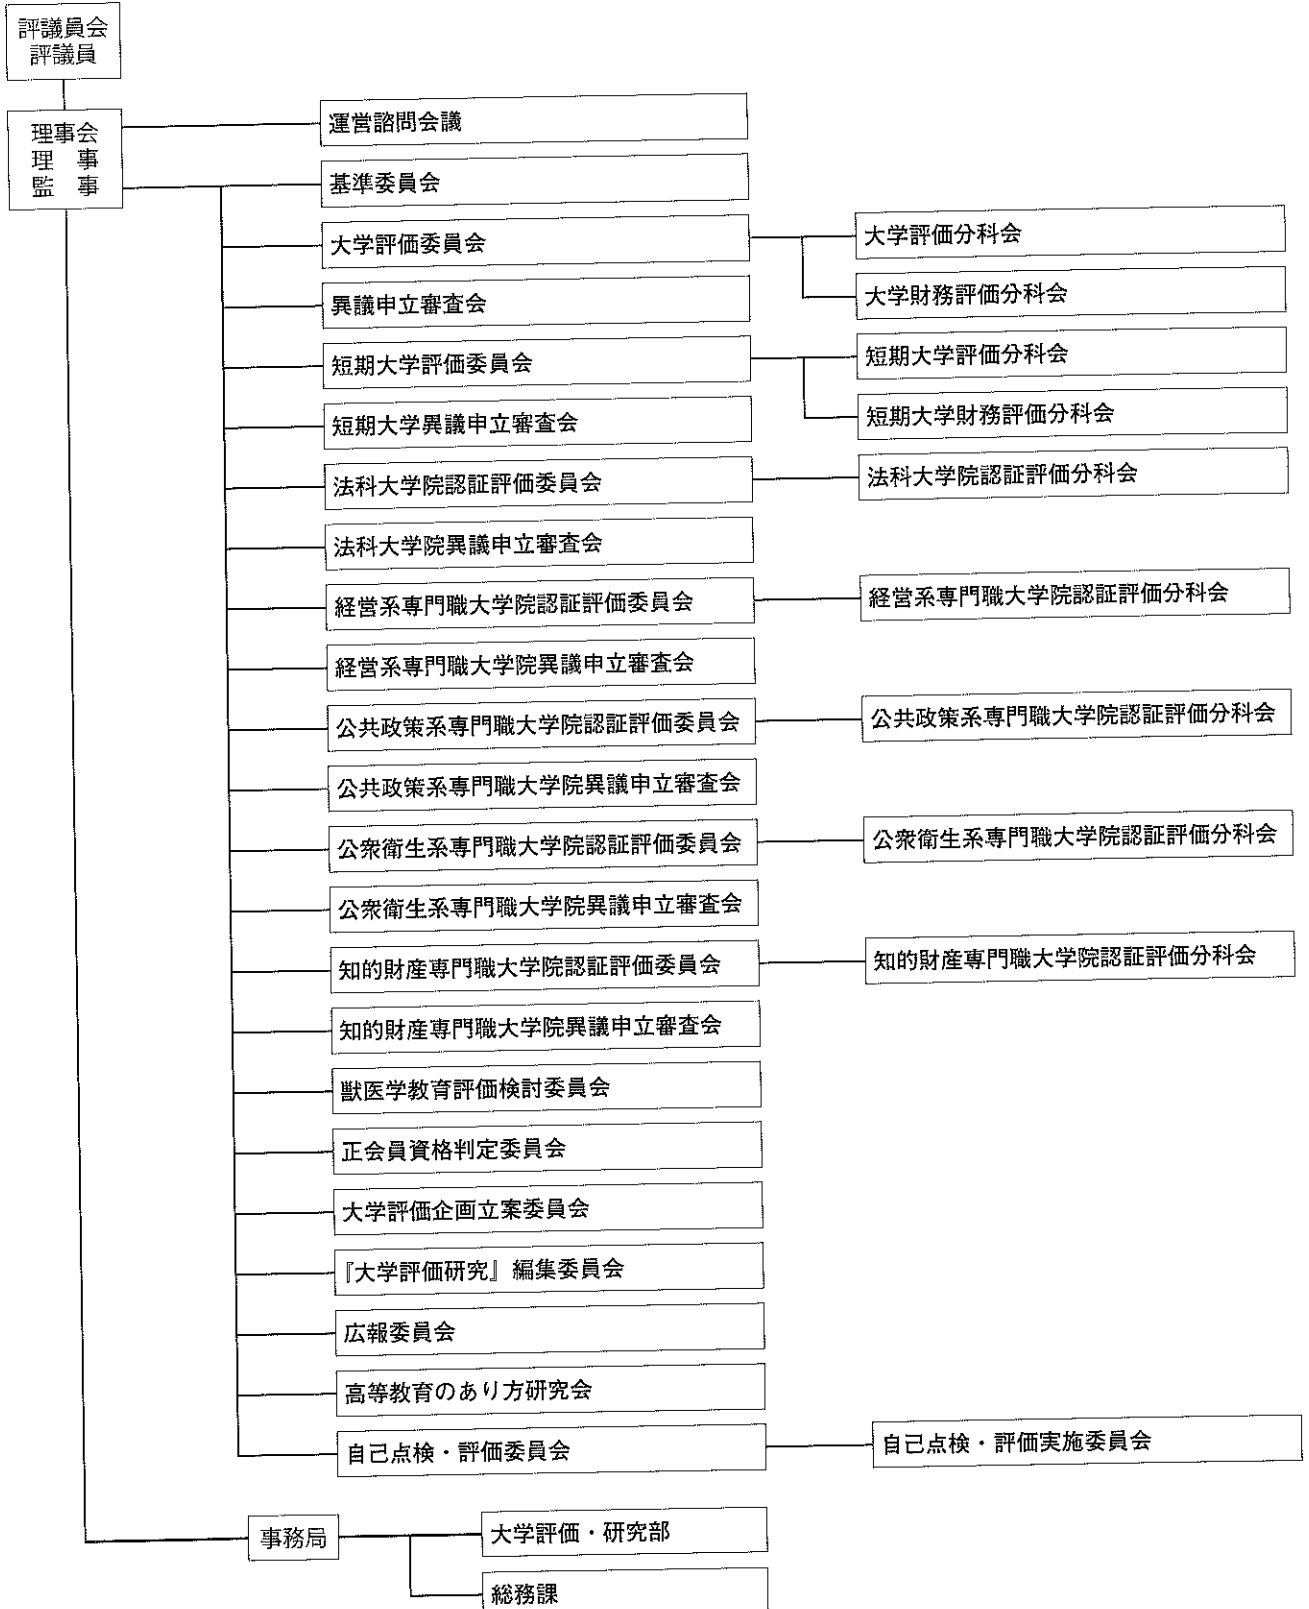 評議員会
評議員
理事会
理　事
監　事
運営諮問会議
基準委員会
大学評価委員会
大学評価分科会
大学財務評価分科会
異議申立審査会
短期大学評価委員会
短期大学評価分科会
短期大学財務評価分科会
短期大学異議申立審査会
法科大学院認証評価委員会
法科大学院認証評価分科会
法科大学院異議申立審査会
経営系専門職大学院認証評価委員会
経営系専門職大学院認証評価分科会
経営系専門職大学院異議申立審査会
公共政策系専門職大学院認証評価委員会
公共政策系専門職大学院認証評価分科会
公共政策系専門職大学院異議申立審査会
公衆衛生系専門職大学院認証評価委員会
公衆衛生系専門職大学院認証評価分科会
公衆衛生系専門職大学院異議申立審査会
知的財産専門職大学院認証評価委員会
知的財産専門職大学院認証評価分科会
知的財産専門職大学院異議申立審査会
獣医学教育評価検討委員会
正会員資格判定委員会
大学評価企画立案委員会
『大学評価研究』編集委員会
広報委員会
高等教育のあり方研究会
自己点検・評価委員会
自己点検・評価実施委員会
事務局
大学評価・研究部
総務課